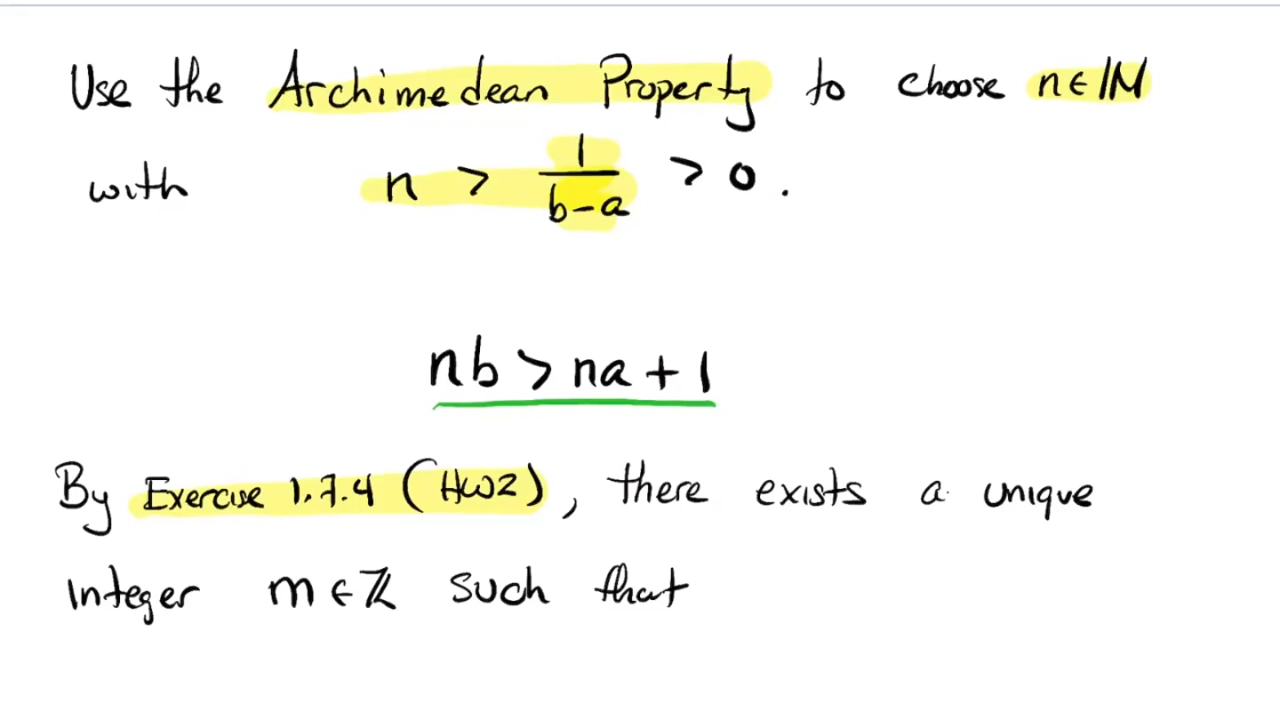 Use the Archimedean Property to choose n∈ℕ
with n > 1/(b-a) > 0.
nb > na + 1
By Exercise 1.7.4 (HW2), there exists a unique
integer m∈ℤ such that